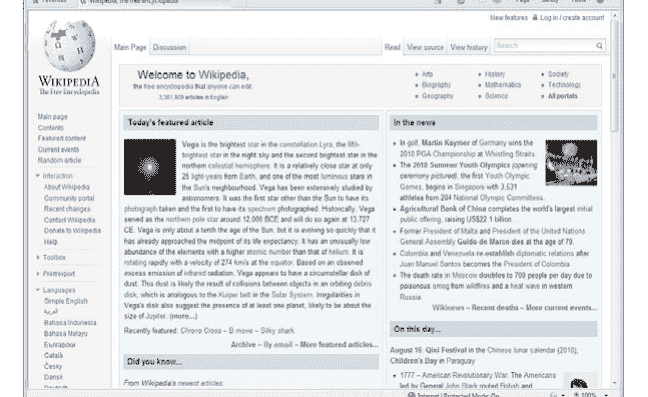 Wikipedia, the free encyclopedia
New features Log in / create account
Main Page Discussion Read View source View history Search
WIKIPEDIA
The Free Encyclopedia
Main page
Contents
Featured content
Current events
Random article
Interaction
About Wikipedia
Community portal
Recent changes
Contact Wikipedia
Donate to Wikipedia
Help
Toolbox
Print/export
Languages
Simple English
العربية
Bahasa Indonesia
Bahasa Melayu
Български
Català
Česky
Dansk
Deutsch
Welcome to Wikipedia,
the free encyclopedia that anyone can edit.
articles in English
Arts
Biography
Geography
History
Mathematics
Science
Society
Technology
All portals
Today's featured article
Vega is the brightest star in the constellation Lyra, the fifth-
brightest star in the night sky and the second brightest star in the
northern celestial hemisphere. It is a relatively close star at only
25 light-years from Earth, and one of the most luminous stars in
the Sun's neighbourhood. Vega has been extensively studied by
astronomers. It was the first star other than the Sun to have its
photograph taken and the first to have its spectrum photographed. Historically, Vega
served as the northern pole star around 12,000 BCE and will do so again at 13,727
CE. Vega is only about a tenth the age of the Sun, but it is evolving so quickly that it
has already approached the midpoint of its life expectancy. It has an unusually low
abundance of the elements with a higher atomic number than that of helium. It is
rotating rapidly with a velocity of 274 km/s at the equator. Based on an observed
excess emission of infrared radiation, Vega appears to have a circumstellar disk of
dust. This dust is likely the result of collisions between objects in an orbiting debris
disk, which is analogous to the Kuiper belt in the Solar System. Irregularities in
Vega's disk also suggest the presence of at least one planet, likely to be about the
size of Jupiter. (more...)
Recently featured: Chrono Cross – B movie – Silky shark
Archive – By email – More featured articles...
Did you know...
From Wikipedia's newest articles:
In the news
In golf, Martin Kaymer of Germany wins the
2010 PGA Championship at Whistling Straits.
The 2010 Summer Youth Olympics (opening
ceremony pictured), the first Youth Olympic
Games, begins in Singapore with 3,531
athletes from 204 National Olympic Committees.
Agricultural Bank of China completes the world's largest initial
public offering, raising US$22.1 billion.
Former President of Malta and President of the United Nations
General Assembly Guido de Marco dies at the age of 79.
Colombia and Venezuela re-establish diplomatic relations after
Juan Manuel Santos becomes the President of Colombia.
The death rate in Moscow doubles to 700 people per day due to
poisonous smog from wildfires and a heat wave in western
Russia.
Wikinews – Recent deaths – More current events...
On this day...
August 16: Qixi Festival in the Chinese lunar calendar (2010);
Children's Day in Paraguay
1777 – American Revolutionary War: The Americans
led by General John Stark routed British and
Internet | Protected Mode: On 100%